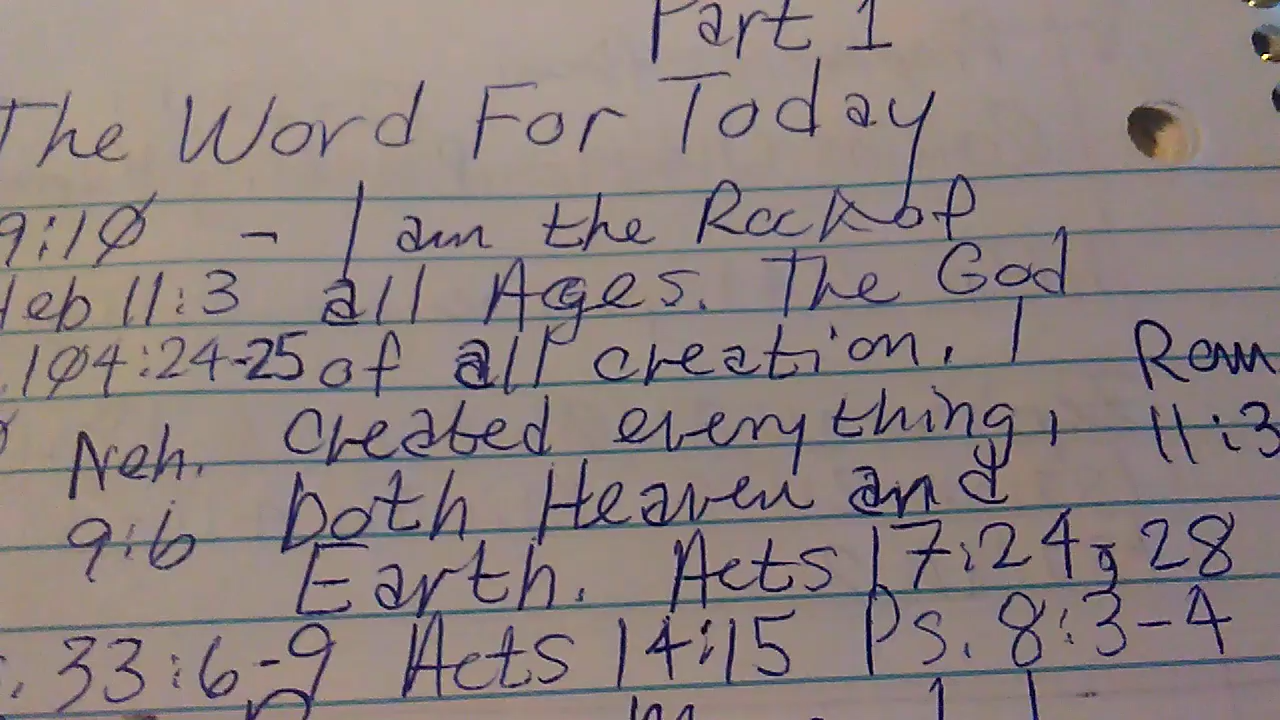 Part 1
The Word For Today
9:10 - I am the Rock of
Heb 11:3 all Ages. The God
104:24-25 of all creation. I
Rom
Neh. created everything, 11:3
9:6 both Heaven and
Earth. Acts 17:24, 28
33:6-9 Acts 14:15 Ps. 8:3-4